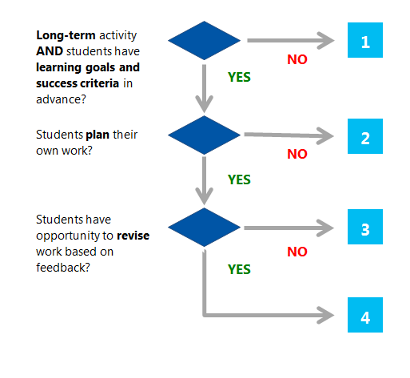 Long-term activity
AND students have
learning goals and
success criteria in
advance?
1
NO
YES
Students plan their
own work?
2
NO
YES
Students have
opportunity to revise
work based on
feedback?
3
NO
YES
4